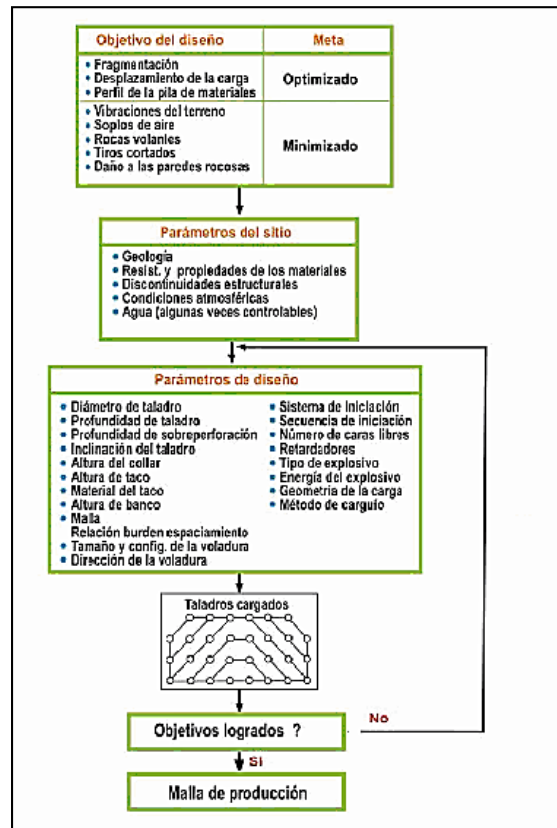 Objetivo del diseño
Meta
Fragmentación
Desplazamiento de la carga
Perfil de la pila de materiales
Optimizado
Vibraciones del terreno
Soplos de aire
Rocas volantes
Tiros cortados
Daño a las paredes rocosas
Minimizado
Parámetros del sitio
Geología
Resist. y propiedades de los materiales
Discontinuidades estructurales
Condiciones atmosféricas
Agua (algunas veces controlables)
Parámetros de diseño
Diámetro de taladro
Profundidad de taladro
Profundidad de sobreperforación
Inclinación del taladro
Altura del collar
Altura de taco
Material del taco
Altura de banco
Malla
Relación burden espaciamiento
Tamaño y config. de la voladura
Dirección de la voladura
Sistema de iniciación
Secuencia de iniciación
Número de caras libres
Retardadores
Tipo de explosivo
Energía del explosivo
Geometría de la carga
Método de carguío
Taladros cargados
Objetivos logrados ?
No
Si
Malla de producción